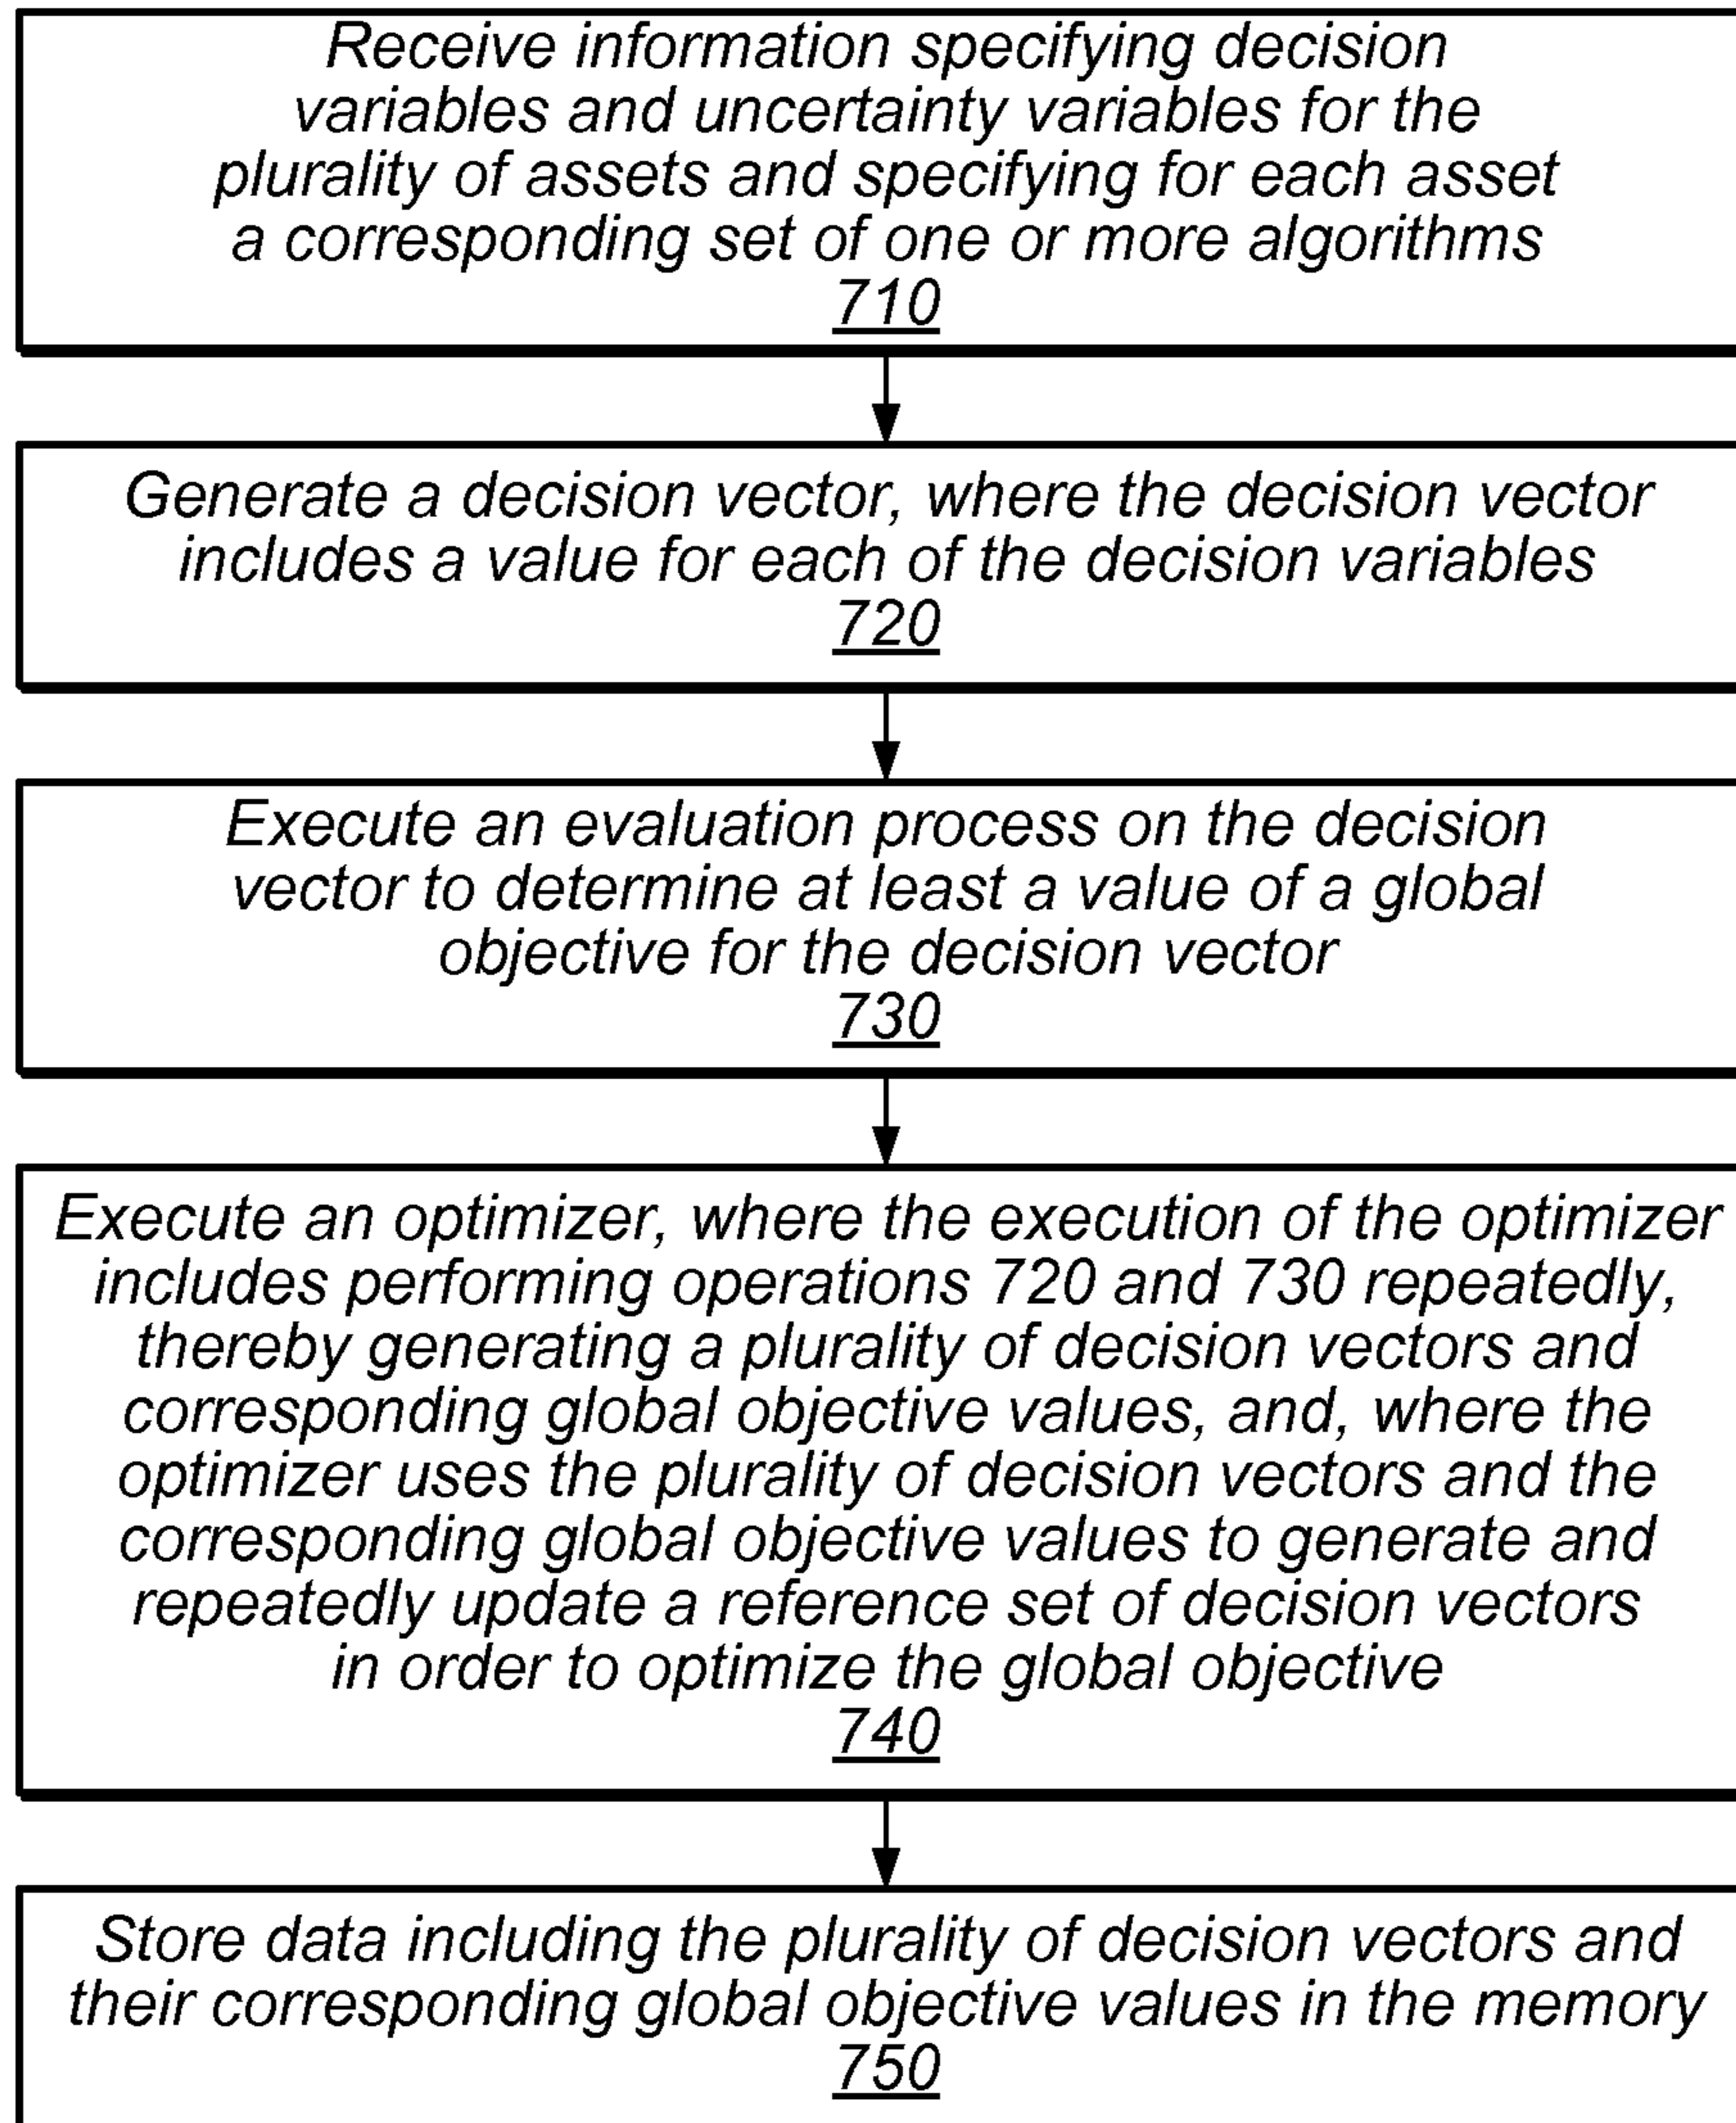 Receive information specifying decision
variables and uncertainty variables for the
plurality of assets and specifying for each asset
a corresponding set of one or more algorithms
710
Generate a decision vector, where the decision vector
includes a value for each of the decision variables
720
Execute an evaluation process on the decision
vector to determine at least a value of a global
objective for the decision vector
730
Execute an optimizer, where the execution of the optimizer
includes performing operations 720 and 730 repeatedly,
thereby generating a plurality of decision vectors and
corresponding global objective values, and, where the
optimizer uses the plurality of decision vectors and the
corresponding global objective values to generate and
repeatedly update a reference set of decision vectors
in order to optimize the global objective
740
Store data including the plurality of decision vectors and
their corresponding global objective values in the memory
750